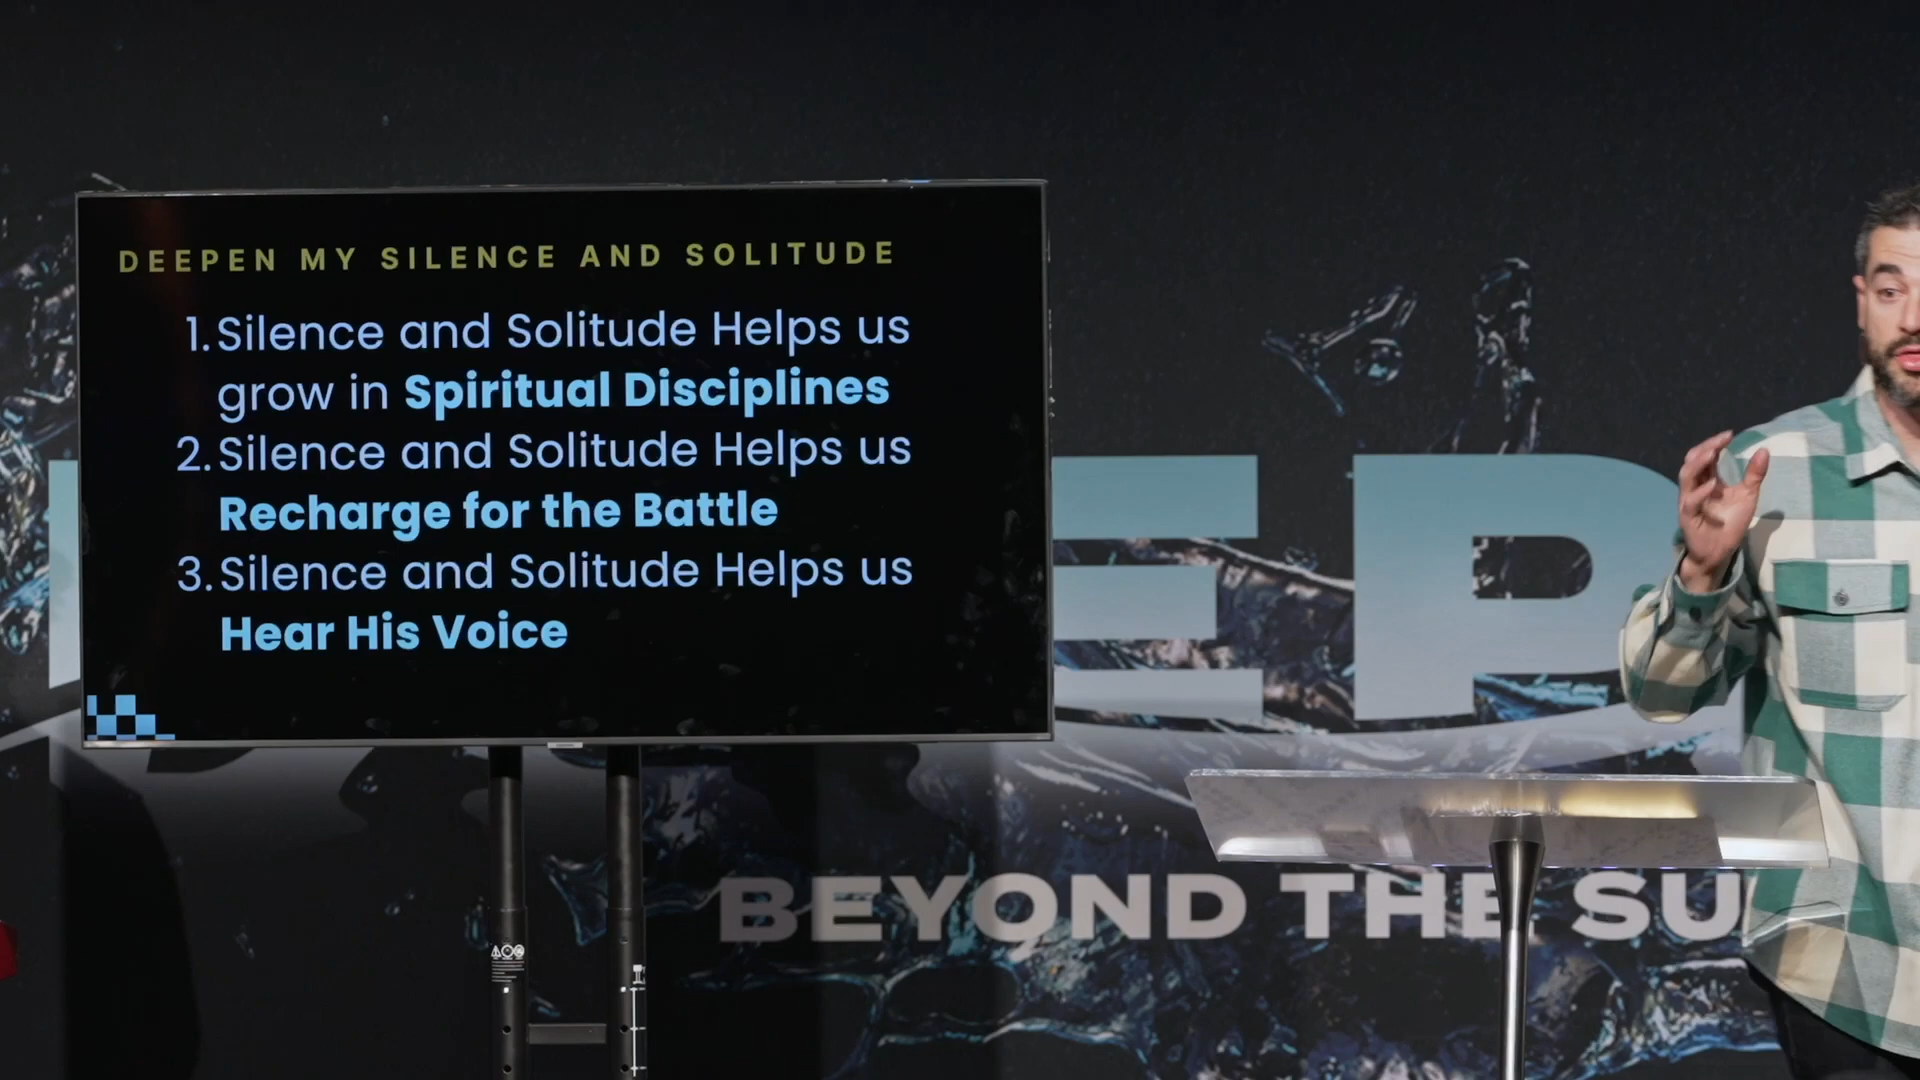 DEEPEN MY SILENCE AND SOLITUDE
1. Silence and Solitude Helps us
grow in Spiritual Disciplines
2. Silence and Solitude Helps us
Recharge for the Battle
3. Silence and Solitude Helps us
Hear His Voice
EP
BEYOND THE SU